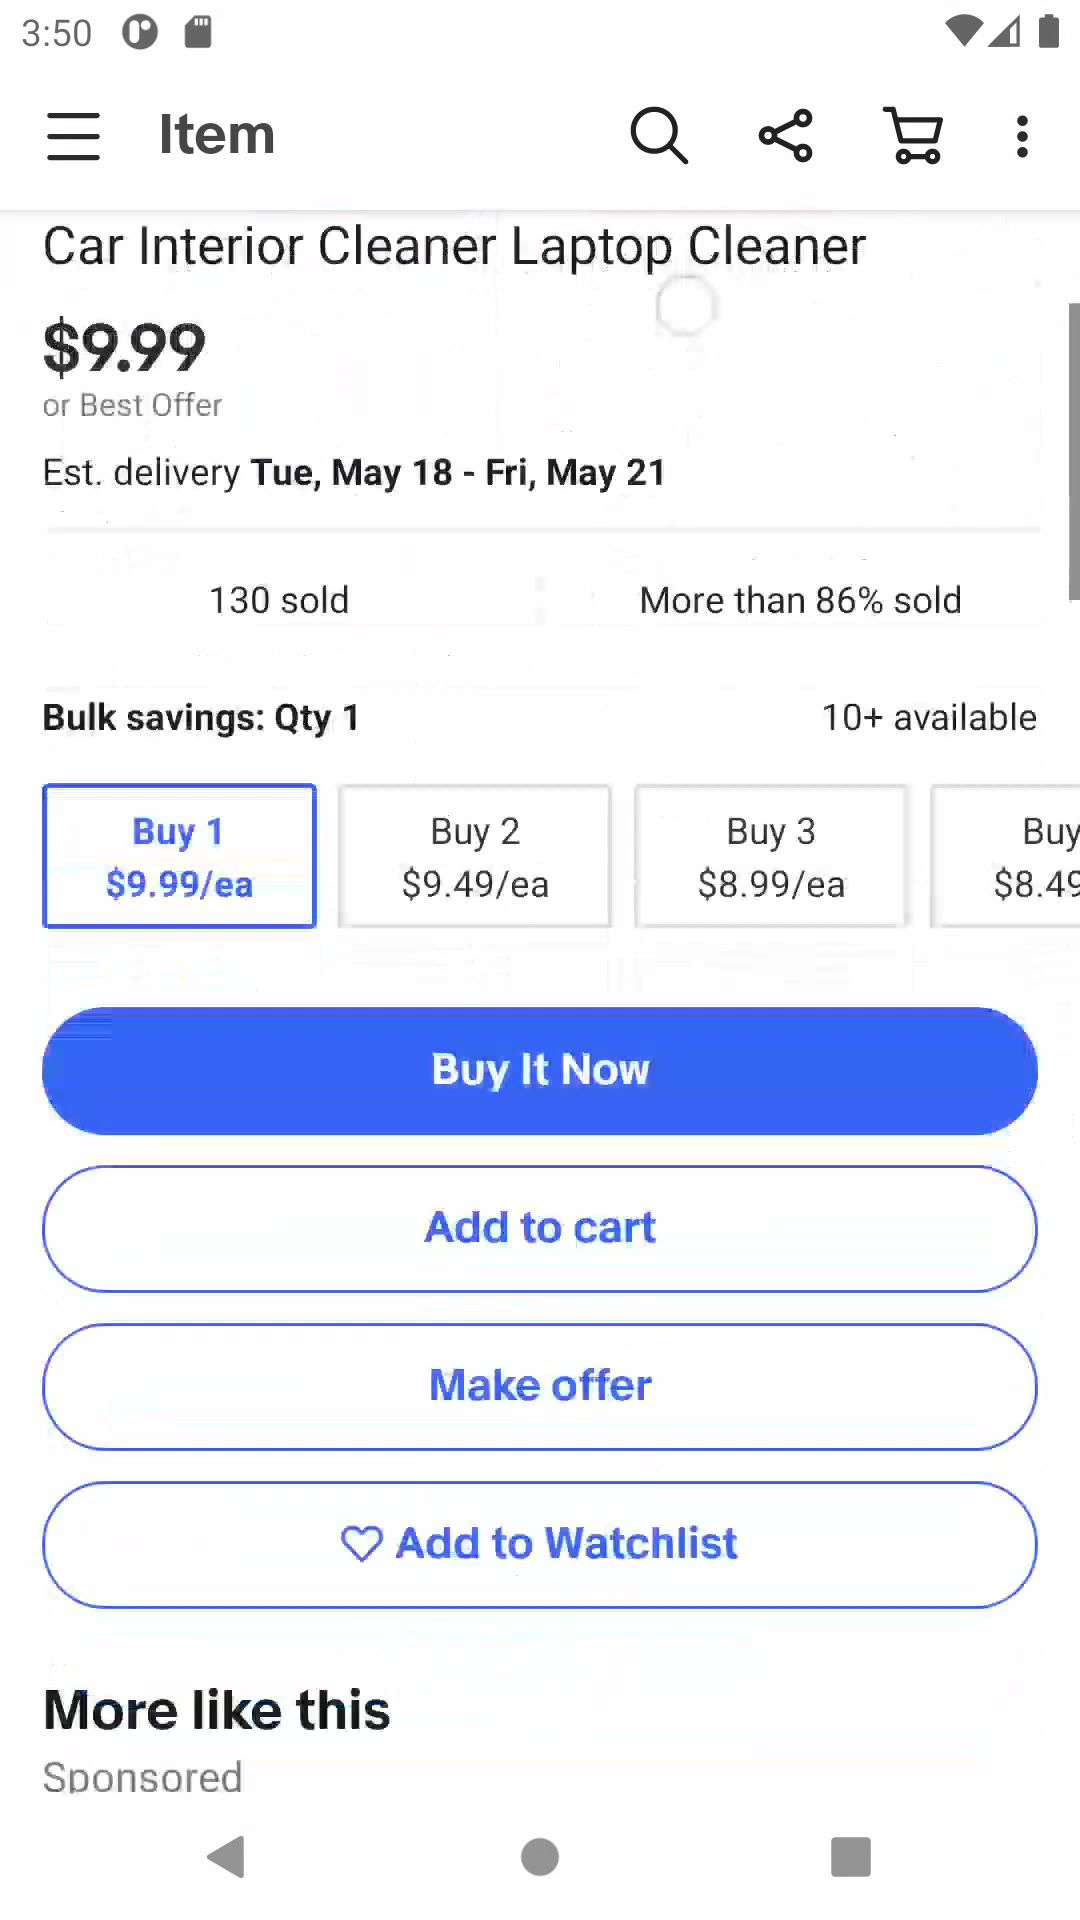 3:50
Item
Car Interior Cleaner Laptop Cleaner
$9.99
or Best Offer
Est. delivery Tue, May 18 - Fri, May 21
130 sold
More than 86% sold
Bulk savings: Qty 1
10+ available
Buy 1
$9.99/ea
Buy 2
$9.49/ea
Buy 3
$8.99/ea
Buy
$8.49
Buy It Now
Add to cart
Make offer
Add to Watchlist
More like this
Sponsored